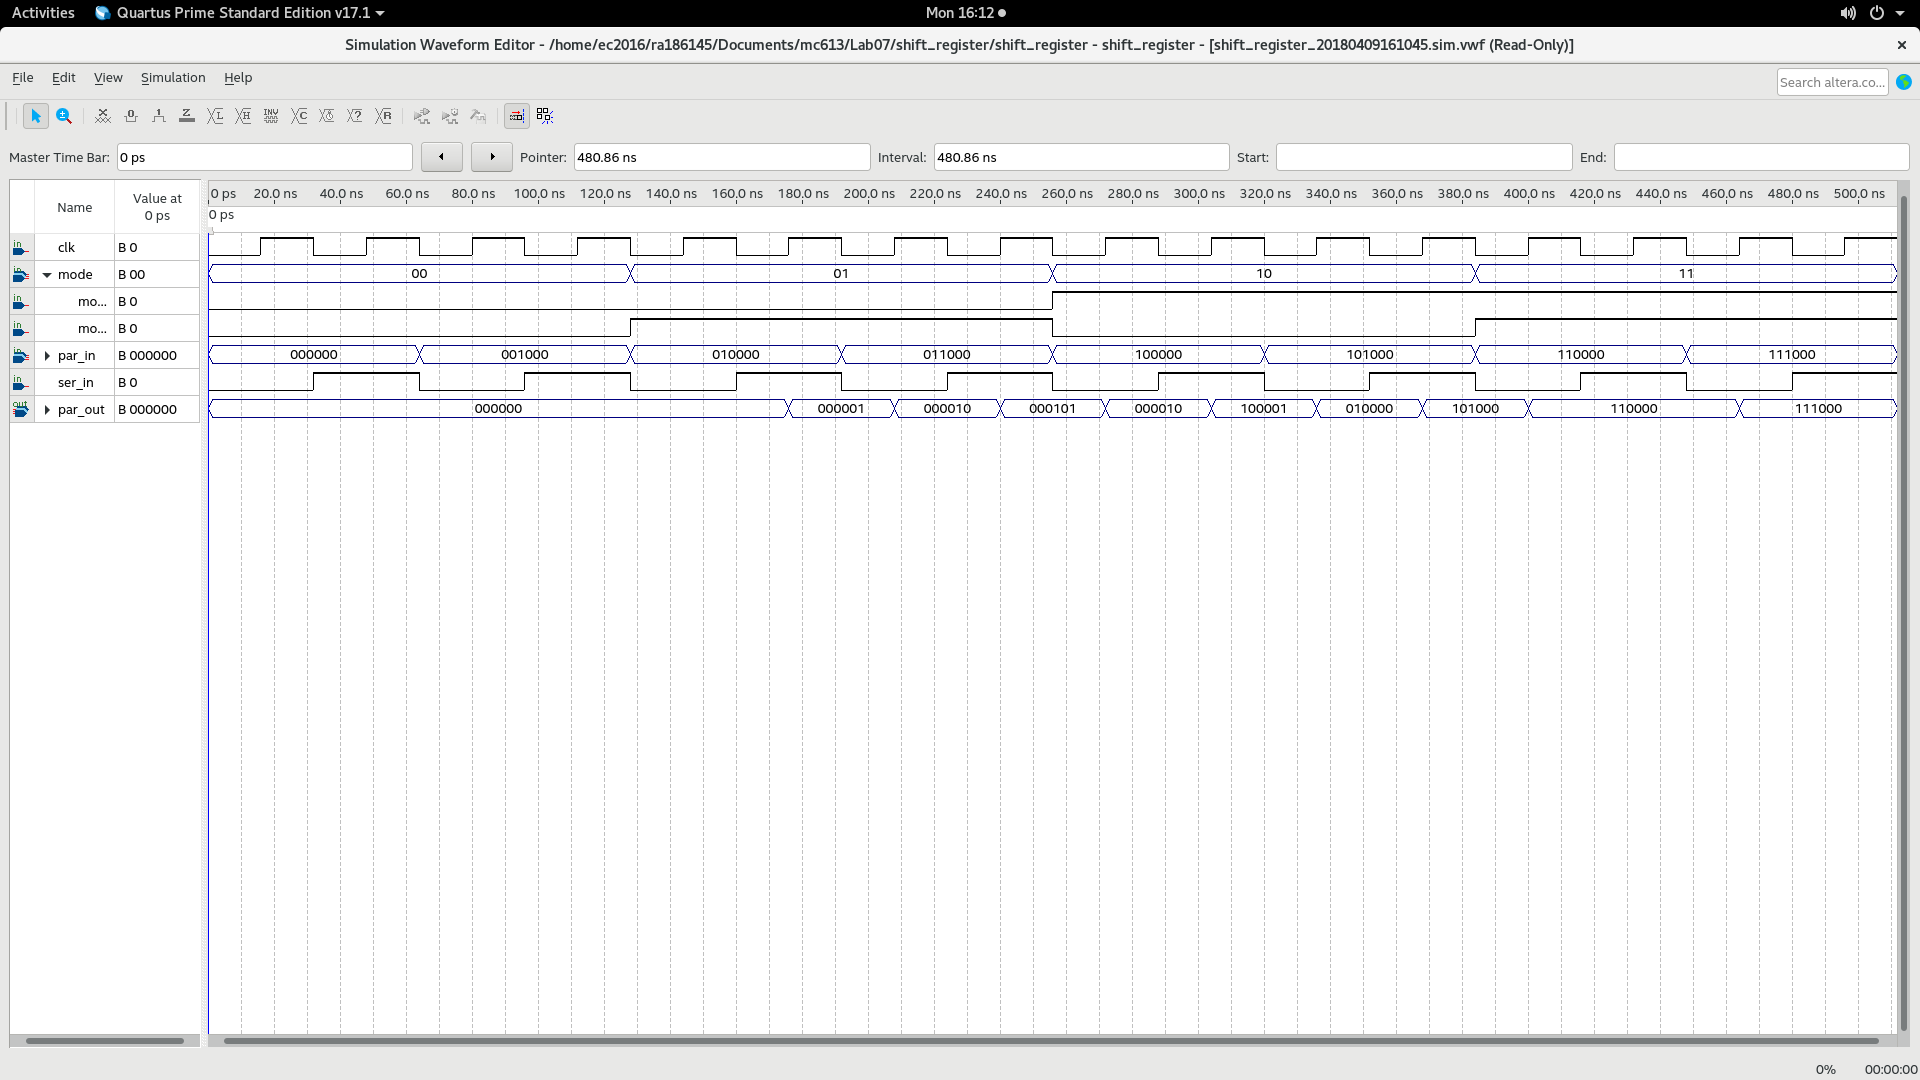 Activities Quartus Prime Standard Edition v17.1 Mon 16:12
Simulation Waveform Editor - /home/ec2016/ra186145/Documents/mc613/Lab07/shift_register/shift_register - shift_register - [shift_register_20180409161045.sim.vwf (Read-Only)]
File Edit View Simulation Help Search altera.co...
Master Time Bar: 0 ps Pointer: 480.86 ns Interval: 480.86 ns Start: End:
Name Value at 0 ps
0 ps 20.0 ns 40.0 ns 60.0 ns 80.0 ns 100.0 ns 120.0 ns 140.0 ns 160.0 ns 180.0 ns 200.0 ns 220.0 ns 240.0 ns 260.0 ns 280.0 ns 300.0 ns 320.0 ns 340.0 ns 360.0 ns 380.0 ns 400.0 ns 420.0 ns 440.0 ns 460.0 ns 480.0 ns 500.0 ns
0 ps
clk B 0
mode B 00 00 01 10 11
mo... B 0
mo... B 0
par_in B 000000 000000 001000 010000 011000 100000 101000 110000 111000
ser_in B 0
par_out B 000000 000000 000001 000010 000101 000010 100001 010000 101000 110000 111000
0% 00:00:00